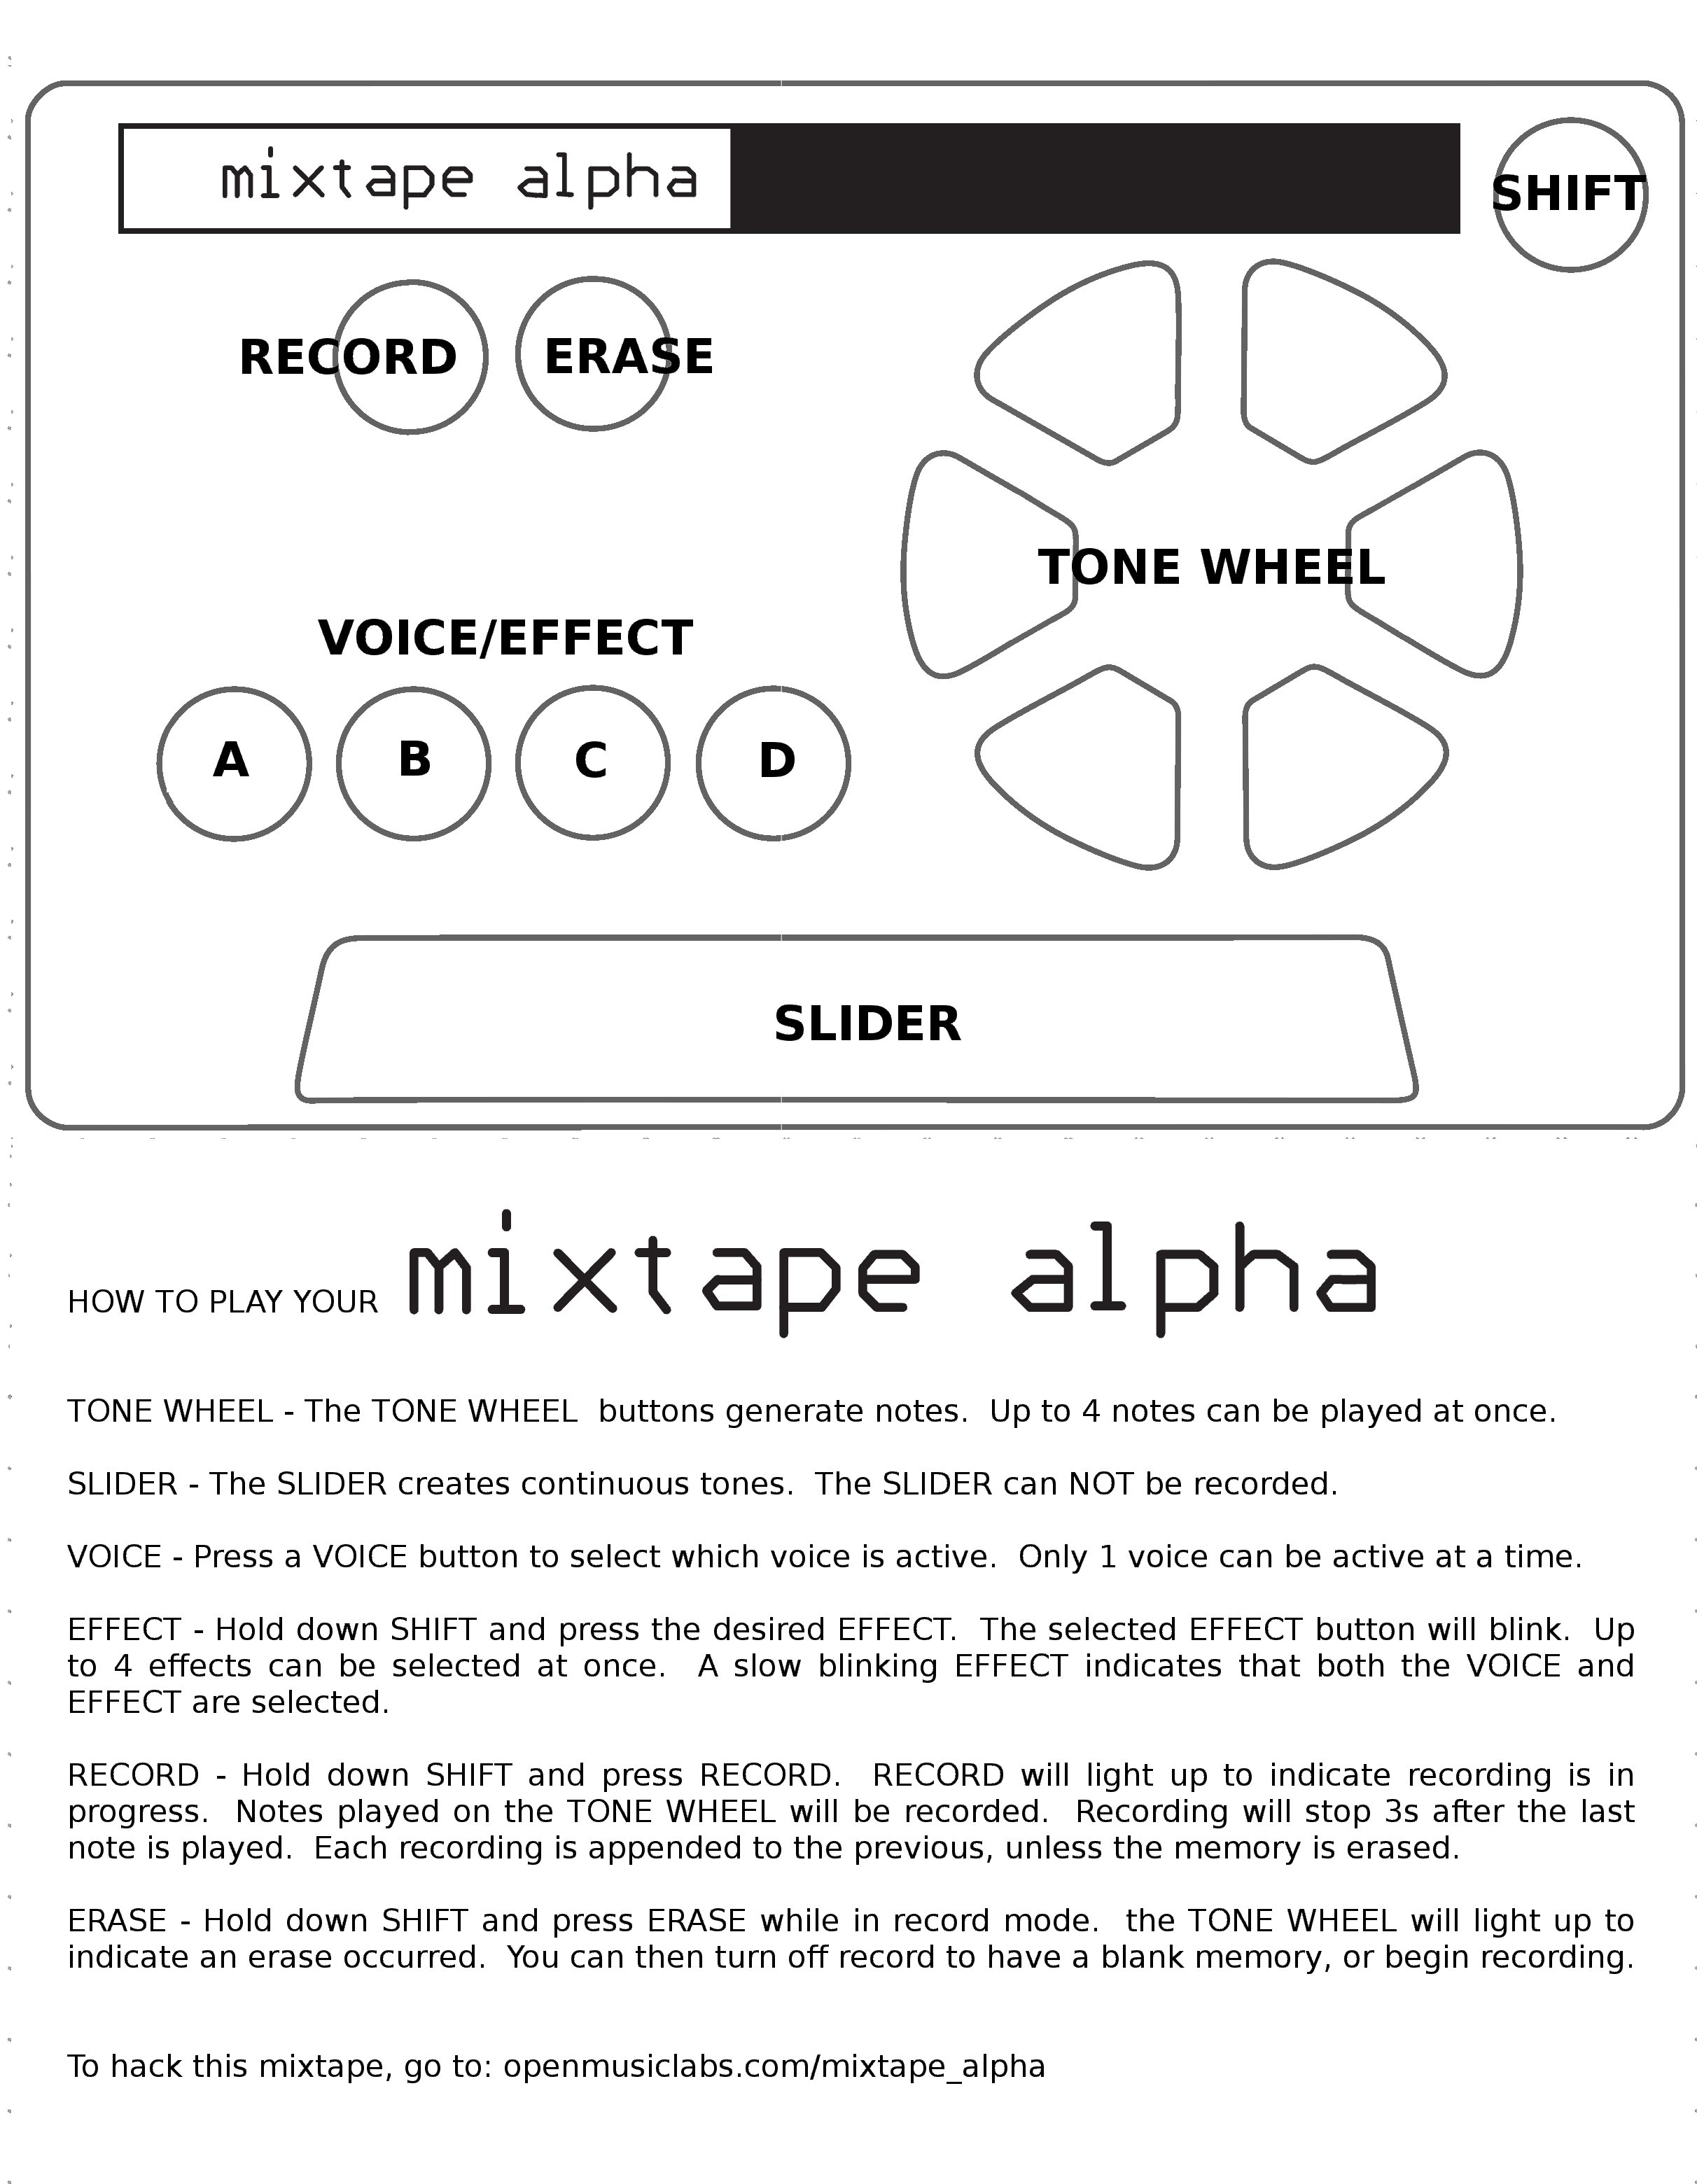 mixtape alpha
SHIFT
RECORD ERASE
TONE WHEEL
VOICE/EFFECT
A B C D
SLIDER
HOW TO PLAY YOUR mixtape alpha
TONE WHEEL - The TONE WHEEL  buttons generate notes.  Up to 4 notes can be played at once.
SLIDER - The SLIDER creates continuous tones.  The SLIDER can NOT be recorded.
VOICE - Press a VOICE button to select which voice is active.  Only 1 voice can be active at a time.
EFFECT - Hold down SHIFT and press the desired EFFECT.  The selected EFFECT button will blink.  Up
to 4 effects can be selected at once.  A slow blinking EFFECT indicates that both the VOICE and
EFFECT are selected.
RECORD - Hold down SHIFT and press RECORD.  RECORD will light up to indicate recording is in
progress.  Notes played on the TONE WHEEL will be recorded.  Recording will stop 3s after the last
note is played.  Each recording is appended to the previous, unless the memory is erased.
ERASE - Hold down SHIFT and press ERASE while in record mode.  the TONE WHEEL will light up to
indicate an erase occurred.  You can then turn off record to have a blank memory, or begin recording.
To hack this mixtape, go to: openmusiclabs.com/mixtape_alpha